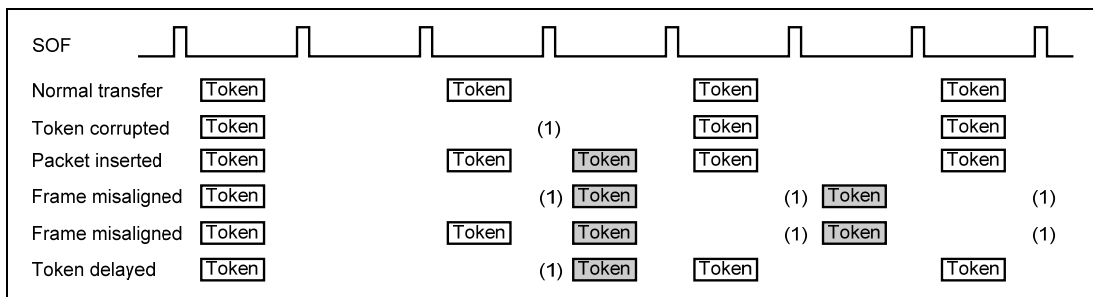 SOF
Normal transfer Token Token Token Token
Token corrupted Token (1) Token Token
Packet inserted Token Token Token Token Token
Frame misaligned Token (1) Token (1) Token (1)
Frame misaligned Token Token Token (1) Token (1)
Token delayed Token (1) Token Token Token